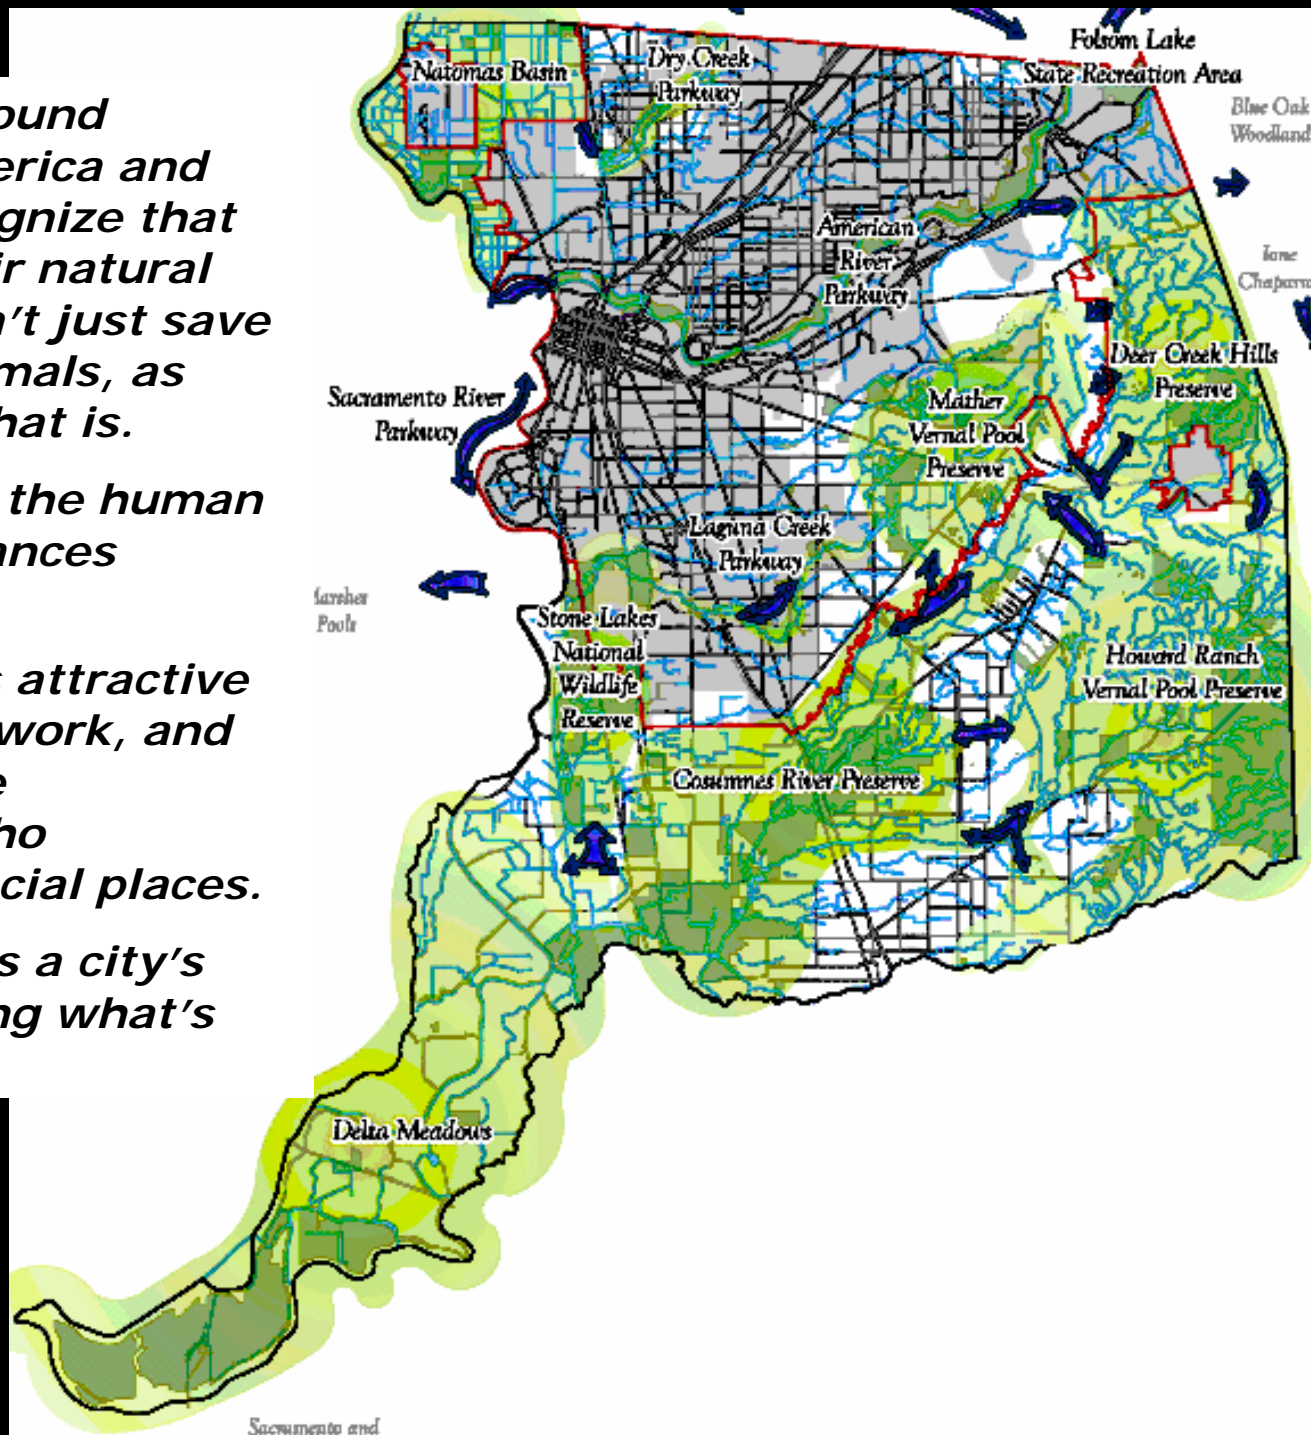 ound
erica and
gnize that
ir natural
n't just save
mals, as
hat is.
the human
ances
s attractive
work, and
e
ho
cial places.
s a city's
ng what's
Natomas Basin
Dry Creek
Parkway
Folsom Lake
State Recreation Area
Blue Oak
Woodland
American
River
Parkway
Ione
Chaparra
Deer Creek Hills
Preserve
Sacramento River
Parkway
Mather
Vernal Pool
Preserve
Laguna Creek
Parkway
Marshes
Pools
Stone Lakes
National
Wildlife
Reserve
Howard Ranch
Vernal Pool Preserve
Cosumnes River Preserve
Delta Meadows
Sacramento and